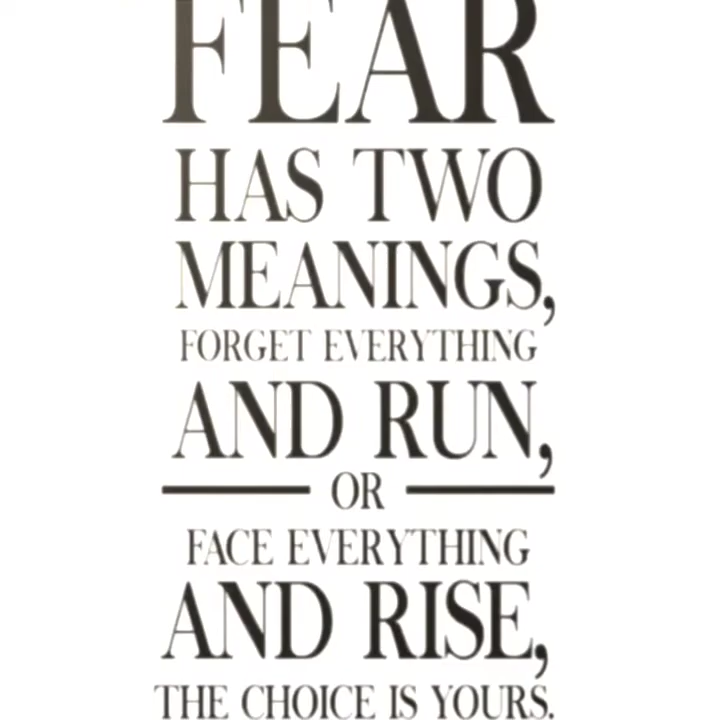 FEAR
HAS TWO
MEANINGS,
FORGET EVERYTHING
AND RUN,
OR
FACE EVERYTHING
AND RISE,
THE CHOICE IS YOURS.